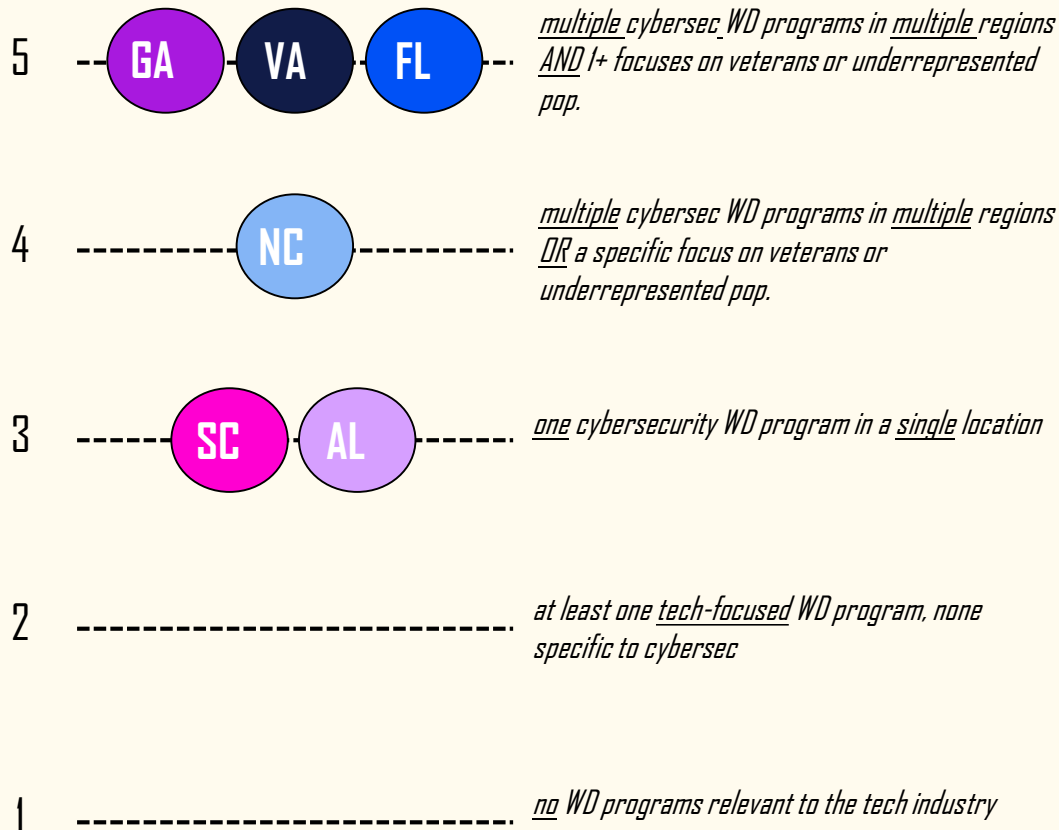 5
GA VA FL
multiple cybersec WD programs in multiple regions
AND 1+ focuses on veterans or underrepresented
pop.
4
NC
multiple cybersec WD programs in multiple regions
OR a specific focus on veterans or
underrepresented pop.
3
SC AL
one cybersecurity WD program in a single location
2
at least one tech-focused WD program, none
specific to cybersec
1
no WD programs relevant to the tech industry